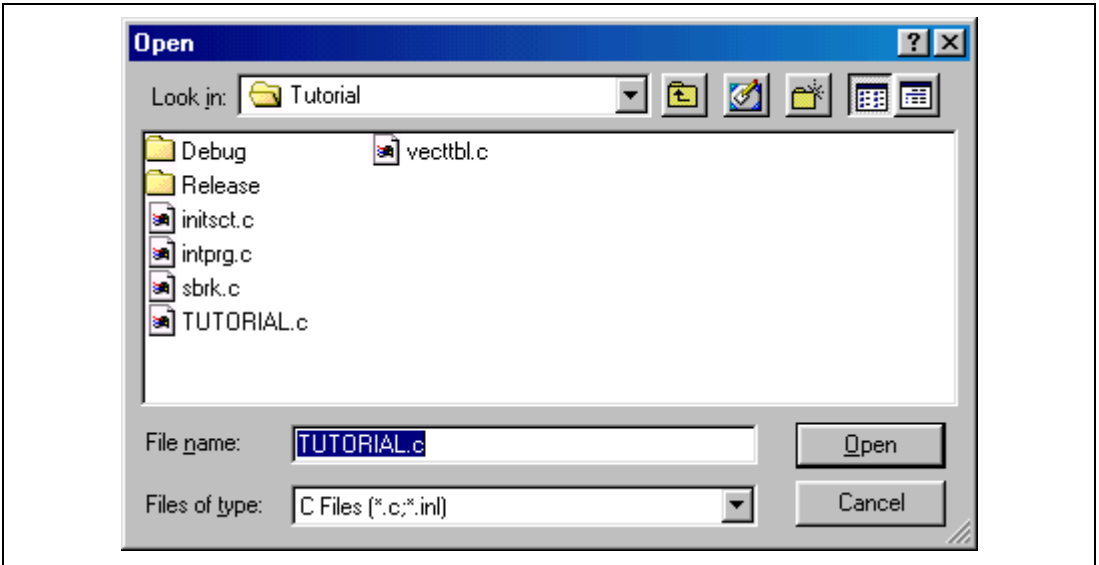 Open
Look in: Tutorial
Debug
Release
initsct.c
intprg.c
sbrk.c
TUTORIAL.c
vecttbl.c
File name: TUTORIAL.c Open
Files of type: C Files (*.c;*.inl) Cancel